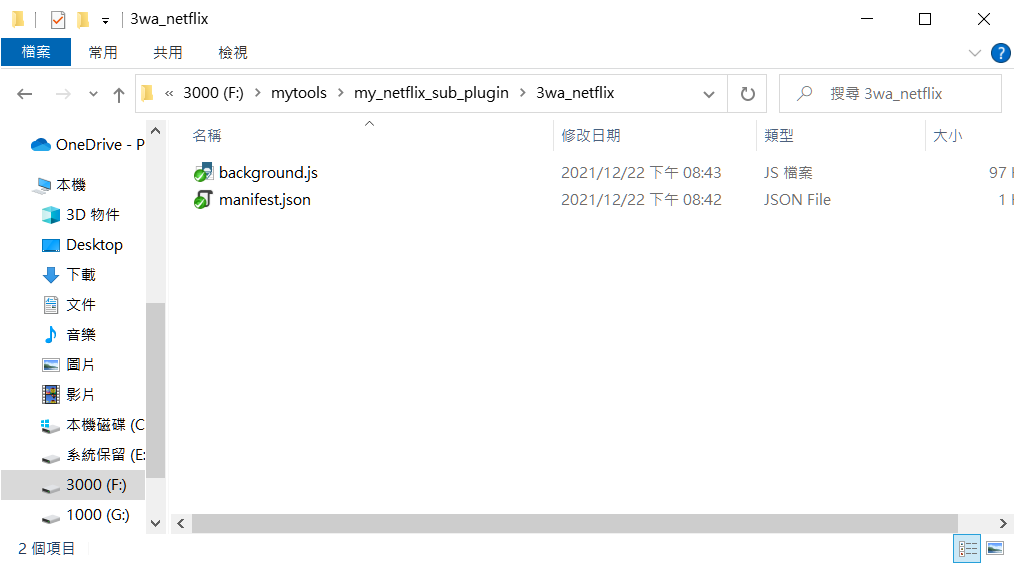 3wa_netflix
檔案 常用 共用 檢視
« 3000 (F:) > mytools > my_netflix_sub_plugin > 3wa_netflix 搜尋 3wa_netflix
名稱 修改日期 類型 大小
background.js 2021/12/22 下午 08:43 JS 檔案 97
manifest.json 2021/12/22 下午 08:42 JSON File 1
OneDrive - P
本機
3D 物件
Desktop
下載
文件
音樂
圖片
影片
本機磁碟 (C
系統保留 (E:
3000 (F:)
1000 (G:)
2 個項目